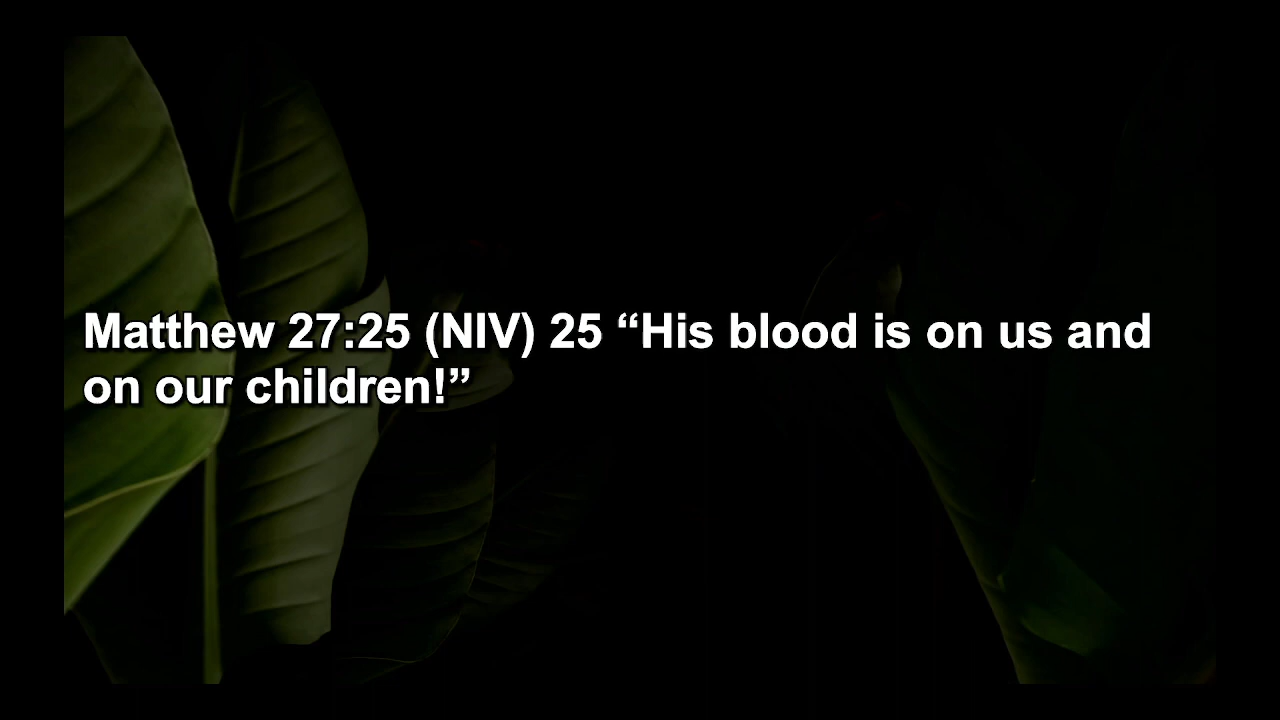 Matthew 27:25 (NIV) 25 “His blood is on us and
on our children!”